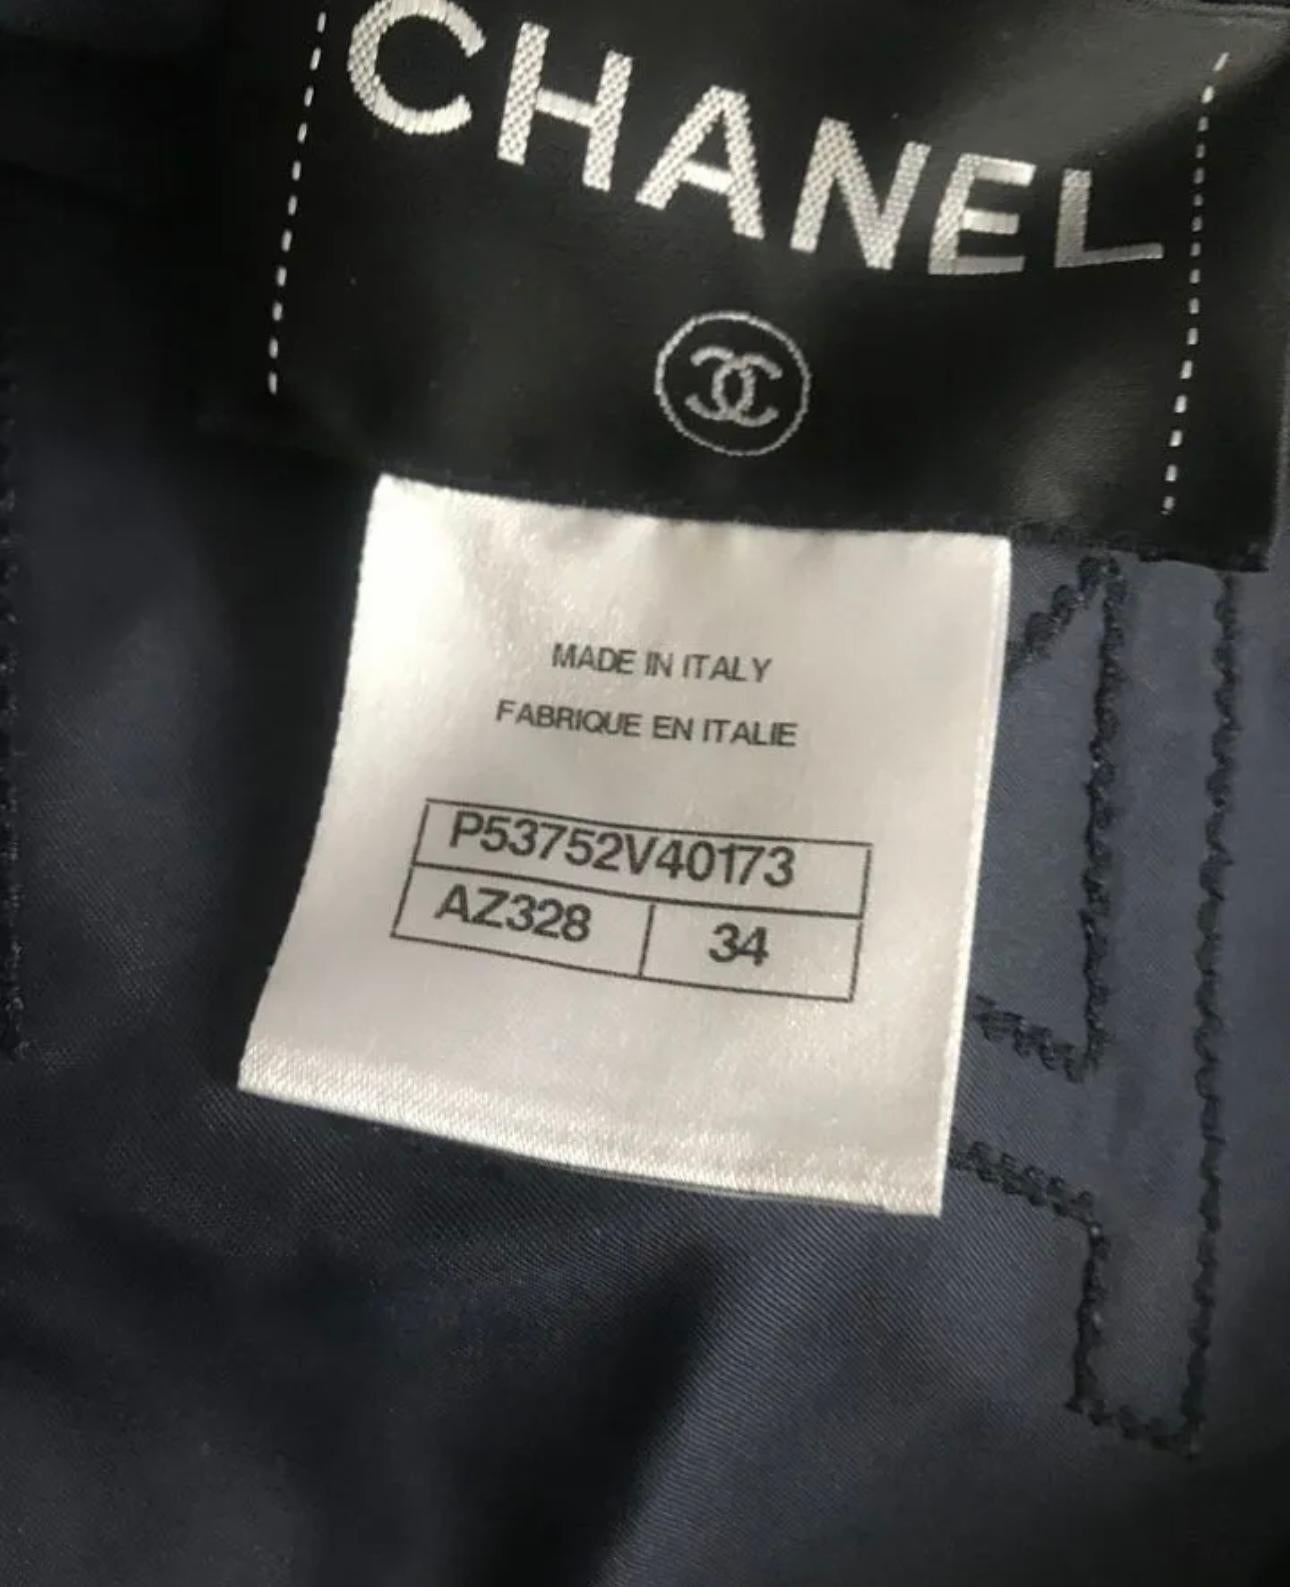 CHANEL
MADE IN ITALY
FABRIQUE EN ITALIE
P53752V40173
AZ328 34